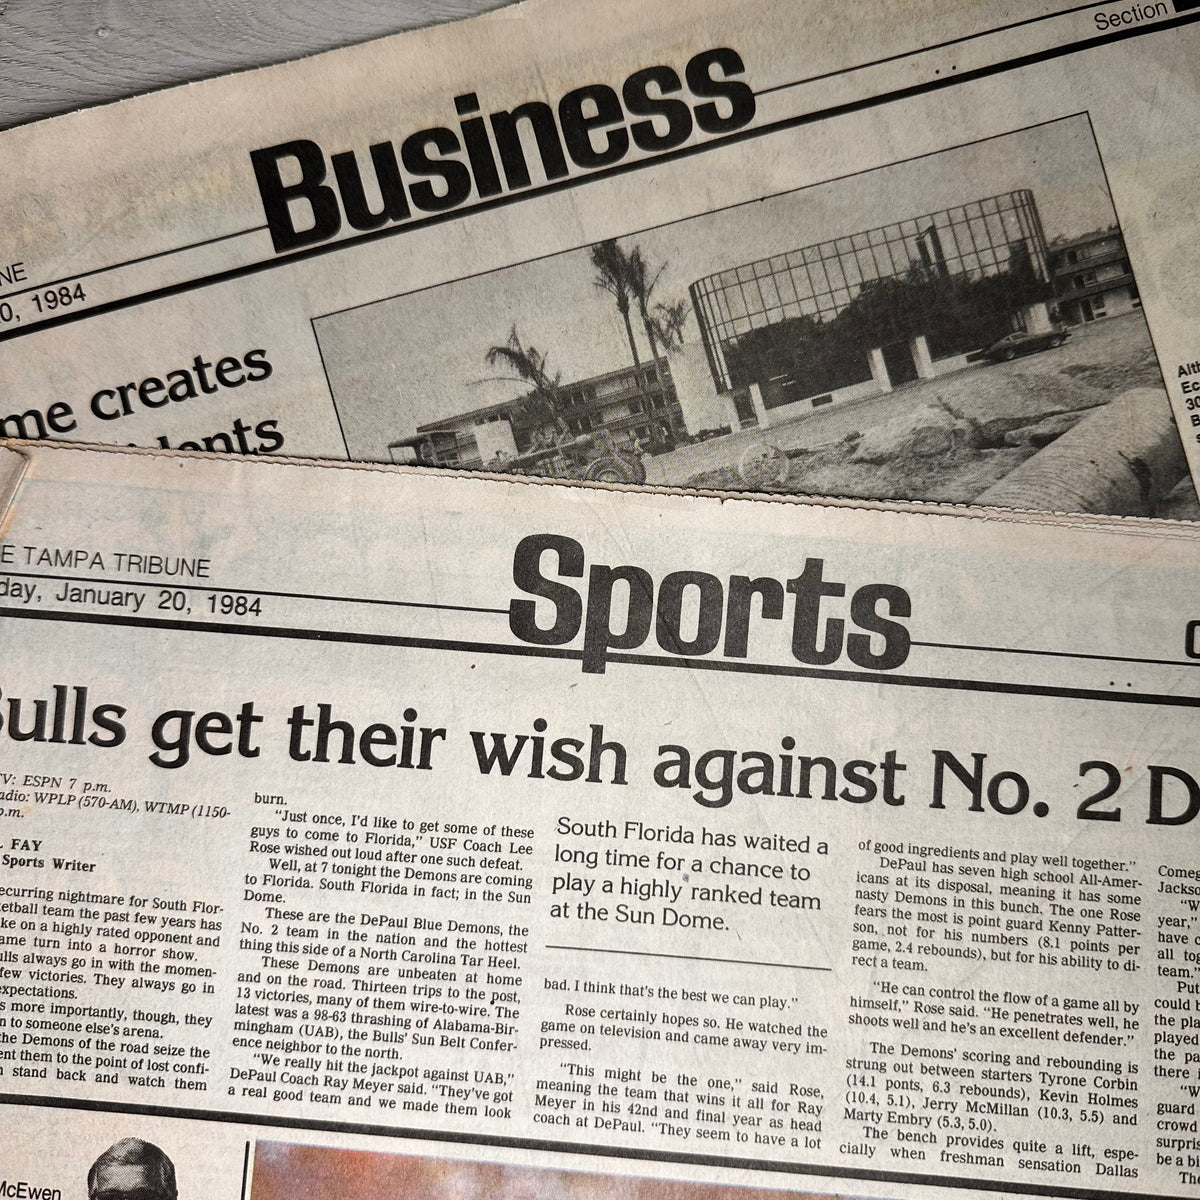 Section
Business
NE
0, 1984
me creates
dents
Alth
Ec
30
B
E TAMPA TRIBUNE
day, January 20, 1984
Sports
C
Bulls get their wish against No. 2 D
TV: ESPN 7 p.m.
adio: WPLP (570-AM), WTMP (1150-
p.m.
L FAY
Sports Writer
ecurring nightmare for South Flor-
etball team the past few years has
ke on a highly rated opponent and
ame turn into a horror show.
ulls always go in with the momen-
few victories. They always go in
expectations.
s more importantly, though, they
n to someone else's arena.
the Demons of the road seize the
ent them to the point of lost confi-
n stand back and watch them
burn.
"Just once, I'd like to get some of these
guys to come to Florida," USF Coach Lee
Rose wished out loud after one such defeat.
Well, at 7 tonight the Demons are coming
to Florida. South Florida in fact; in the Sun
Dome.
These are the DePaul Blue Demons, the
No. 2 team in the nation and the hottest
thing this side of a North Carolina Tar Heel.
These Demons are unbeaten at home
and on the road. Thirteen trips to the post,
13 victories, many of them wire-to-wire. The
latest was a 98-63 thrashing of Alabama-Bir-
mingham (UAB), the Bulls' Sun Belt Confer-
ence neighbor to the north.
"We really hit the jackpot against UAB,"
DePaul Coach Ray Meyer said. "They've got
a real good team and we made them look
South Florida has waited a
long time for a chance to
play a highly ranked team
at the Sun Dome.
bad. I think that's the best we can play."
Rose certainly hopes so. He watched the
game on television and came away very im-
pressed.
"This might be the one," said Rose,
meaning the team that wins it all for Ray
Meyer in his 42nd and final year as head
coach at DePaul. "They seem to have a lot
of good ingredients and play well together."
DePaul has seven high school All-Amer-
icans at its disposal, meaning it has some
nasty Demons in this bunch. The one Rose
fears the most is point guard Kenny Patter-
son, not for his numbers (8.1 points per
game, 2.4 rebounds), but for his ability to di-
rect a team.
"He can control the flow of a game all by
himself," Rose said. "He penetrates well, he
shoots well and he's an excellent defender."
The Demons' scoring and rebounding is
strung out between starters Tyrone Corbin
(14.1 ponts, 6.3 rebounds), Kevin Holmes
(10.4, 5.1), Jerry McMillan (10.3, 5.5) and
Marty Embry (5.3, 5.0).
The bench provides quite a lift, espe-
cially when freshman sensation Dallas
Comeg
Jackso
"W
year,"
have c
all tog
team."
Put
could b
the pla
played
the pa
there i
"W
guard
crowd
surpris
be a bi
Th
McEwen